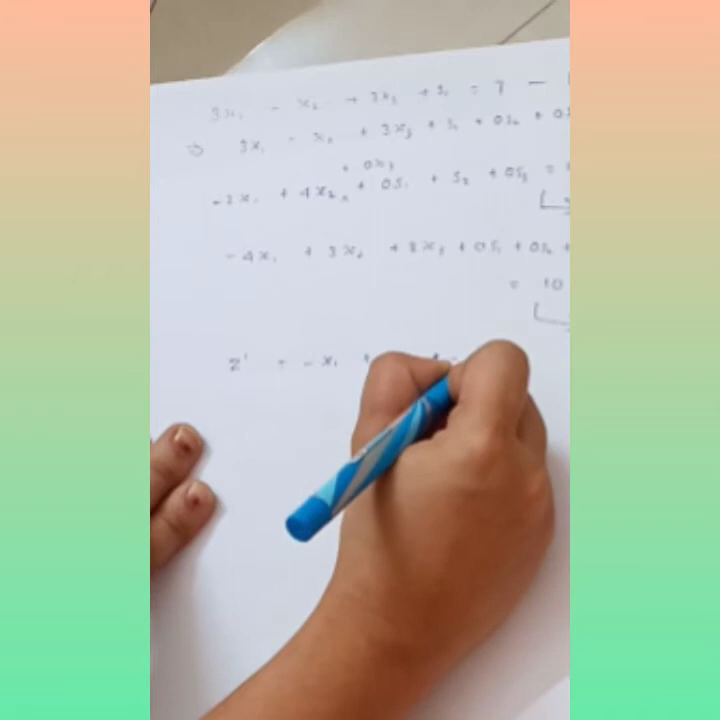 3x₁ - x₂ + 3x₃ + s₁ = 7 -
⇒ 3x₁ - x₂ + 3x₃ + s₁ + 0s₂ + 0s
+ 0x₃
-2x₁ + 4x₂ + 0s₁ + s₂ + 0s₃ =
-4x₁ + 3x₂ + 8x₃ + 0s₁ + 0s₂ +
= 10
z' = -x₁ +